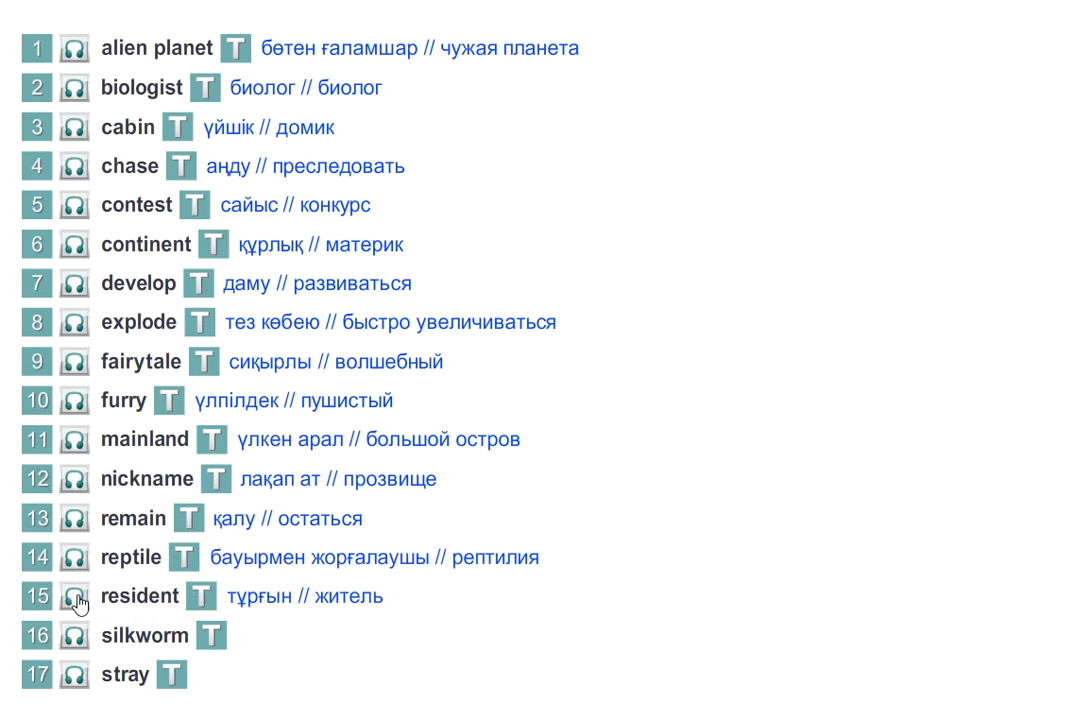 1 alien planet T бөтен ғаламшар // чужая планета
2 biologist T биолог // биолог
3 cabin T үйшік // домик
4 chase T аңду // преследовать
5 contest T сайыс // конкурс
6 continent T құрлық // материк
7 develop T даму // развиваться
8 explode T тез көбею // быстро увеличиваться
9 fairytale T сиқырлы // волшебный
10 furry T үлпілдек // пушистый
11 mainland T үлкен арал // большой остров
12 nickname T лақап ат // прозвище
13 remain T қалу // остаться
14 reptile T бауырмен жорғалаушы // рептилия
15 resident T тұрғын // житель
16 silkworm T
17 stray T